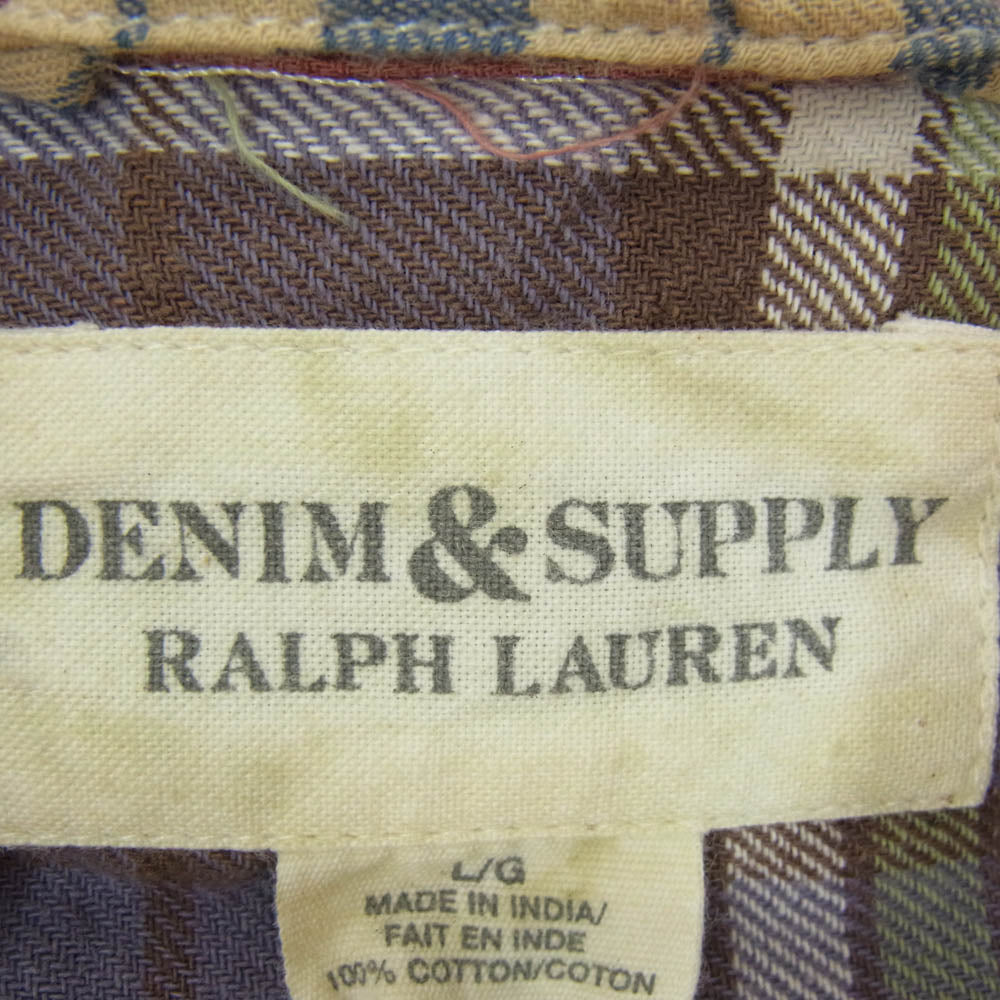 DENIM & SUPPLY
RALPH LAUREN
L/G
MADE IN INDIA/
FAIT EN INDE
100% COTTON/COTON